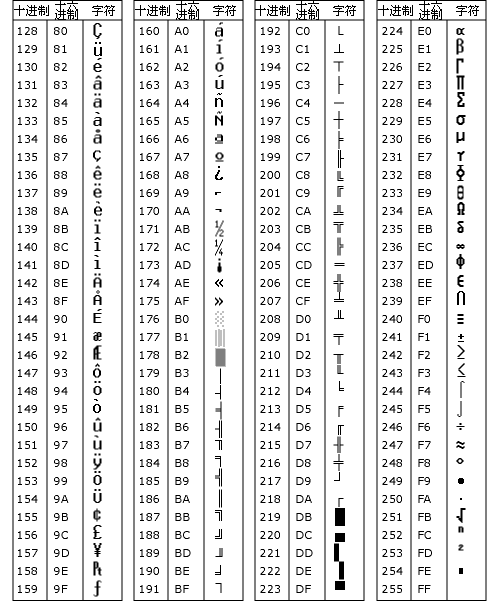 十进制 十六进制 字符
128 80 Ç
129 81 ü
130 82 é
131 83 â
132 84 ä
133 85 à
134 86 å
135 87 ç
136 88 ê
137 89 ë
138 8A è
139 8B ï
140 8C î
141 8D ì
142 8E Ä
143 8F Å
144 90 É
145 91 æ
146 92 Æ
147 93 ô
148 94 ö
149 95 ò
150 96 û
151 97 ù
152 98 ÿ
153 99 Ö
154 9A Ü
155 9B ¢
156 9C £
157 9D ¥
158 9E ₧
159 9F ƒ
十进制 十六进制 字符
160 A0 á
161 A1 í
162 A2 ó
163 A3 ú
164 A4 ñ
165 A5 Ñ
166 A6 ª
167 A7 º
168 A8 ¿
169 A9 ⌐
170 AA ¬
171 AB ½
172 AC ¼
173 AD ¡
174 AE «
175 AF »
176 B0 ░
177 B1 ▒
178 B2 ▓
179 B3 │
180 B4 ┤
181 B5 ╡
182 B6 ╢
183 B7 ╖
184 B8 ╕
185 B9 ╣
186 BA ║
187 BB ╗
188 BC ╝
189 BD ╜
190 BE ╛
191 BF ┐
十进制 十六进制 字符
192 C0 └
193 C1 ┴
194 C2 ┬
195 C3 ├
196 C4 ─
197 C5 ┼
198 C6 ╞
199 C7 ╟
200 C8 ╚
201 C9 ╔
202 CA ╩
203 CB ╦
204 CC ╠
205 CD ═
206 CE ╬
207 CF ╧
208 D0 ╨
209 D1 ╤
210 D2 ╥
211 D3 ╙
212 D4 ╘
213 D5 ╒
214 D6 ╓
215 D7 ╫
216 D8 ╪
217 D9 ┘
218 DA ┌
219 DB █
220 DC ▄
221 DD ▌
222 DE ▐
223 DF ▀
十进制 十六进制 字符
224 E0 α
225 E1 β
226 E2 Γ
227 E3 Π
228 E4 Σ
229 E5 σ
230 E6 µ
231 E7 γ
232 E8 Φ
233 E9 θ
234 EA Ω
235 EB δ
236 EC ∞
237 ED φ
238 EE ∈
239 EF ∩
240 F0 ≡
241 F1 ±
242 F2 ≥
243 F3 ≤
244 F4 ⌠
245 F5 ⌡
246 F6 ÷
247 F7 ≈
248 F8 °
249 F9 •
250 FA ·
251 FB √
252 FC ⁿ
253 FD ²
254 FE ■
255 FF